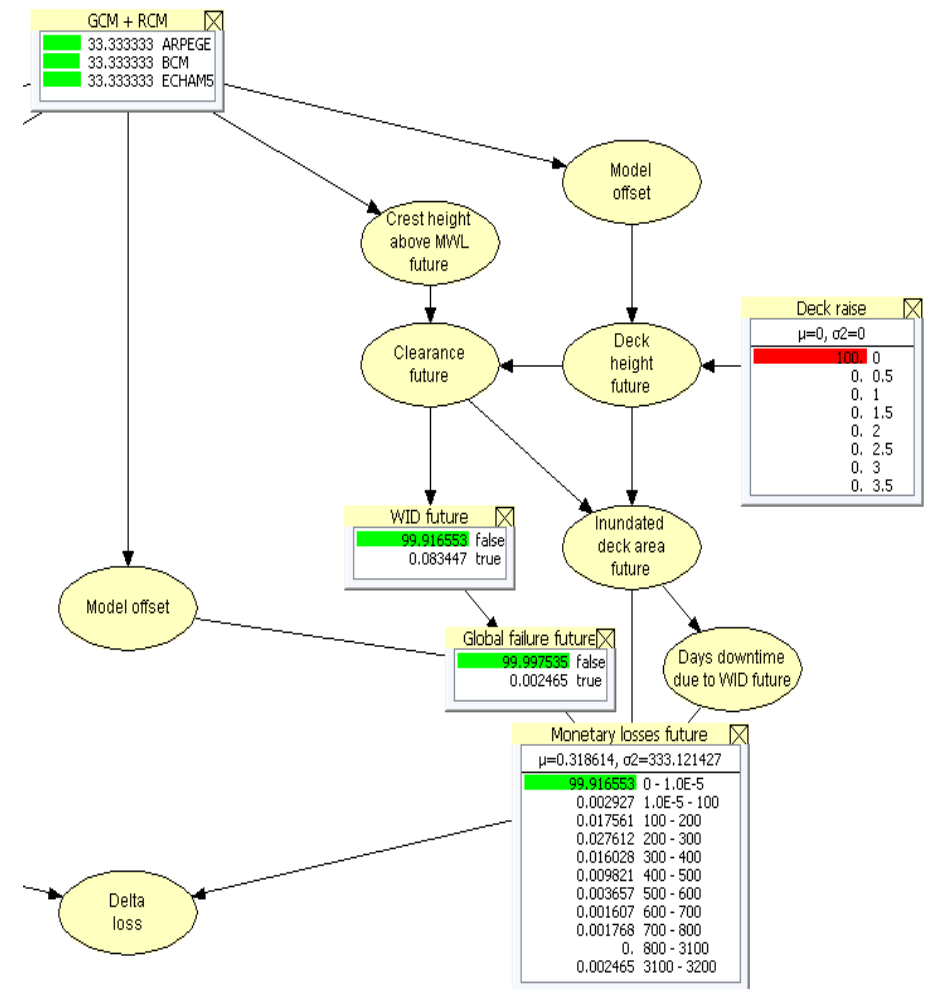 GCM + RCM
33.333333 ARPEGE
33.333333 BCM
33.333333 ECHAM5
Model
offset
Crest height
above MWL
future
Deck raise
μ=0, σ2=0
100. 0
0. 0.5
0. 1
0. 1.5
0. 2
0. 2.5
0. 3
0. 3.5
Clearance
future
Deck
height
future
WID future
99.916553 false
0.083447 true
Inundated
deck area
future
Model offset
Global failure future
99.997535 false
0.002465 true
Days downtime
due to WID future
Monetary losses future
μ=0.318614, σ2=333.121427
99.916553 0 - 1.0E-5
0.002927 1.0E-5 - 100
0.017561 100 - 200
0.027612 200 - 300
0.016028 300 - 400
0.009821 400 - 500
0.003657 500 - 600
0.001607 600 - 700
0.001768 700 - 800
0. 800 - 3100
0.002465 3100 - 3200
Delta
loss